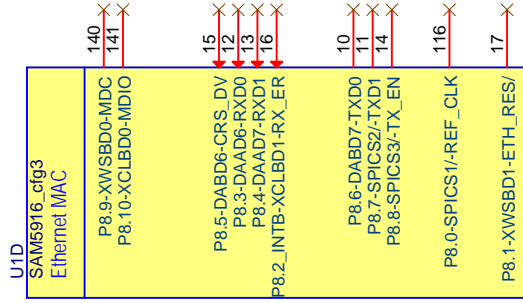 140
141
15
12
13
16
10
11
14
116
17
P8.9-XWSBD0-MDC
P8.10-XCLBD0-MDIO
P8.5-DABD6-CRS_DV
P8.3-DAAD6-RXD0
P8.4-DAAD7-RXD1
P8.2_INTB-XCLBD1-RX_ER
P8.6-DABD7-TXD0
P8.7-SPICS2/-TXD1
P8.8-SPICS3/-TX_EN
P8.0-SPICS1/-REF_CLK
P8.1-XWSBD1-ETH_RES/
U1D
SAM5916_cfg3
Ethernet MAC